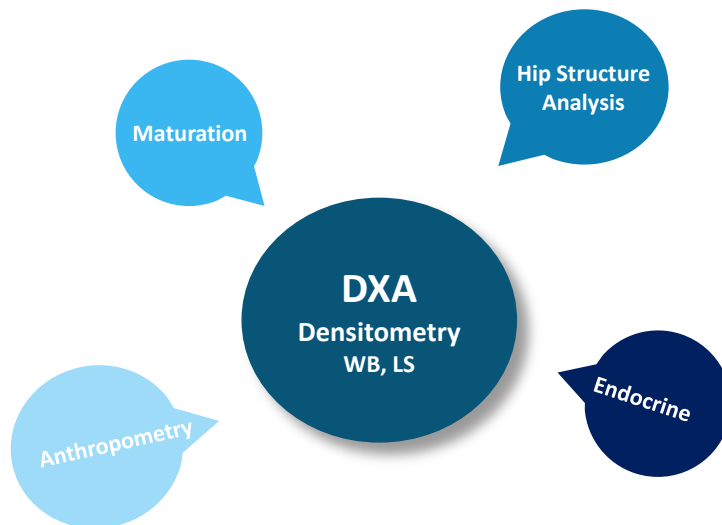 Hip Structure
Analysis
Maturation
DXA
Densitometry
WB, LS
Endocrine
Anthropometry